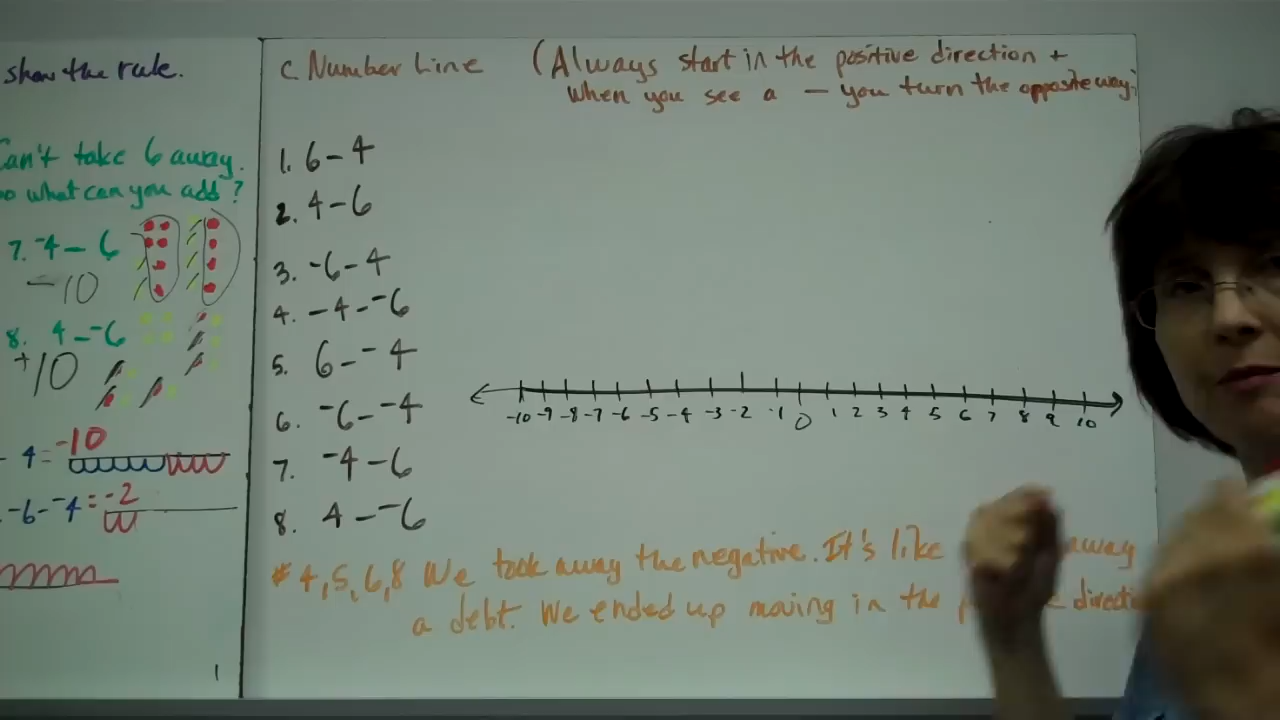 show the rule.
Can't take 6 away.
so what can you add?
7. -4 - 6
-10
8. 4 - -6
+10
- 4 = -10
-6 - -4 = -2
1
C Number Line
(Always start in the positive direction +
when you see a - you turn the opposite way.)
1. 6 - 4
2. 4 - 6
3. -6 - 4
4. -4 - -6
5. 6 - -4
6. -6 - -4
7. -4 - 6
8. 4 - -6
-10 -9 -8 -7 -6 -5 -4 -3 -2 -1 0 1 2 3 4 5 6 7 8 9 10
# 4, 5, 6, 8 We took away the negative. It's like away
a debt. We ended up moving in the directi